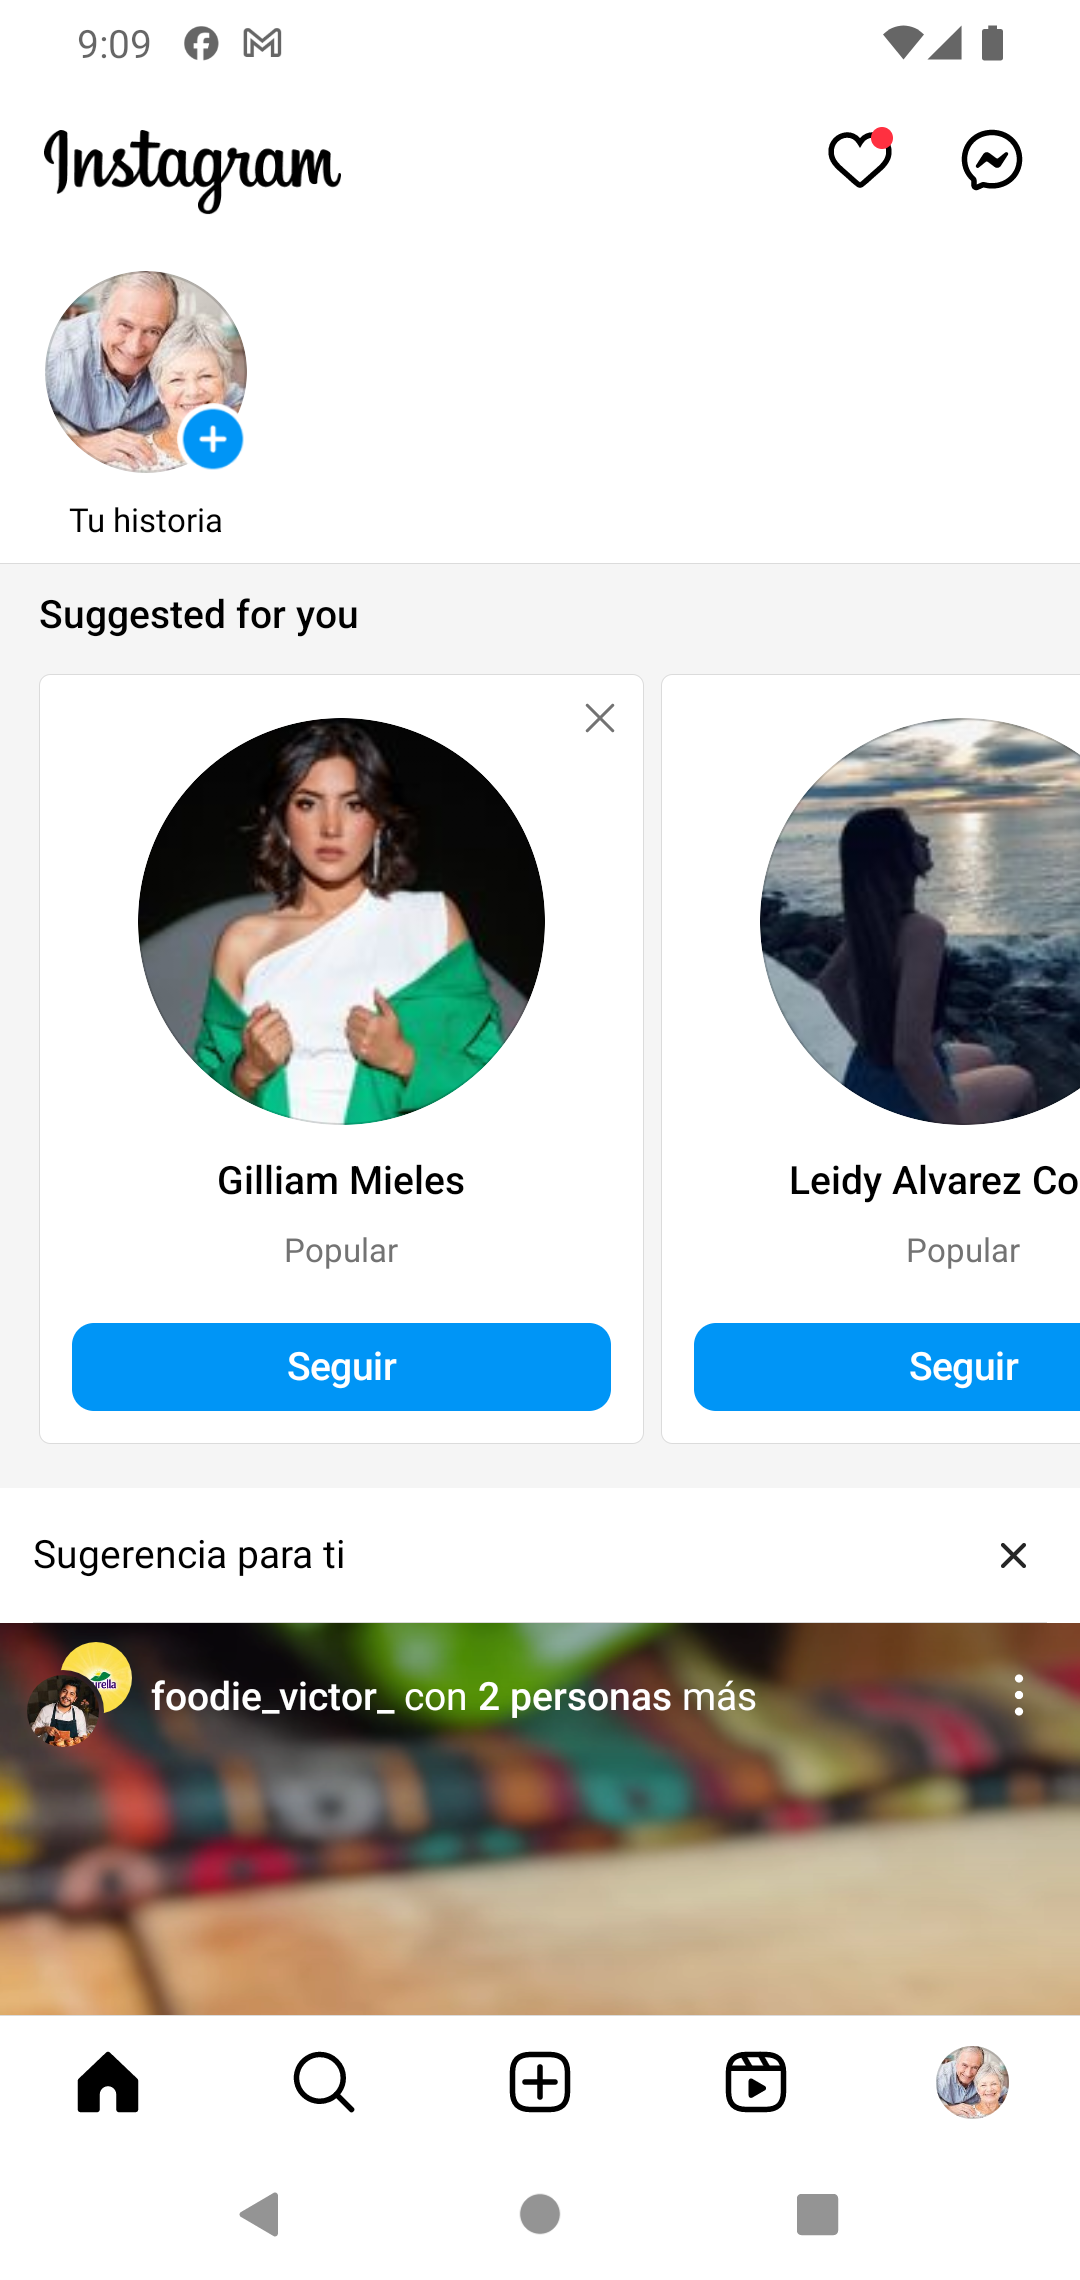 9:09
Instagram
Tu historia
Suggested for you
Gilliam Mieles
Leidy Alvarez Co
Popular
Popular
Seguir
Seguir
Sugerencia para ti
foodie_victor_ con 2 personas más